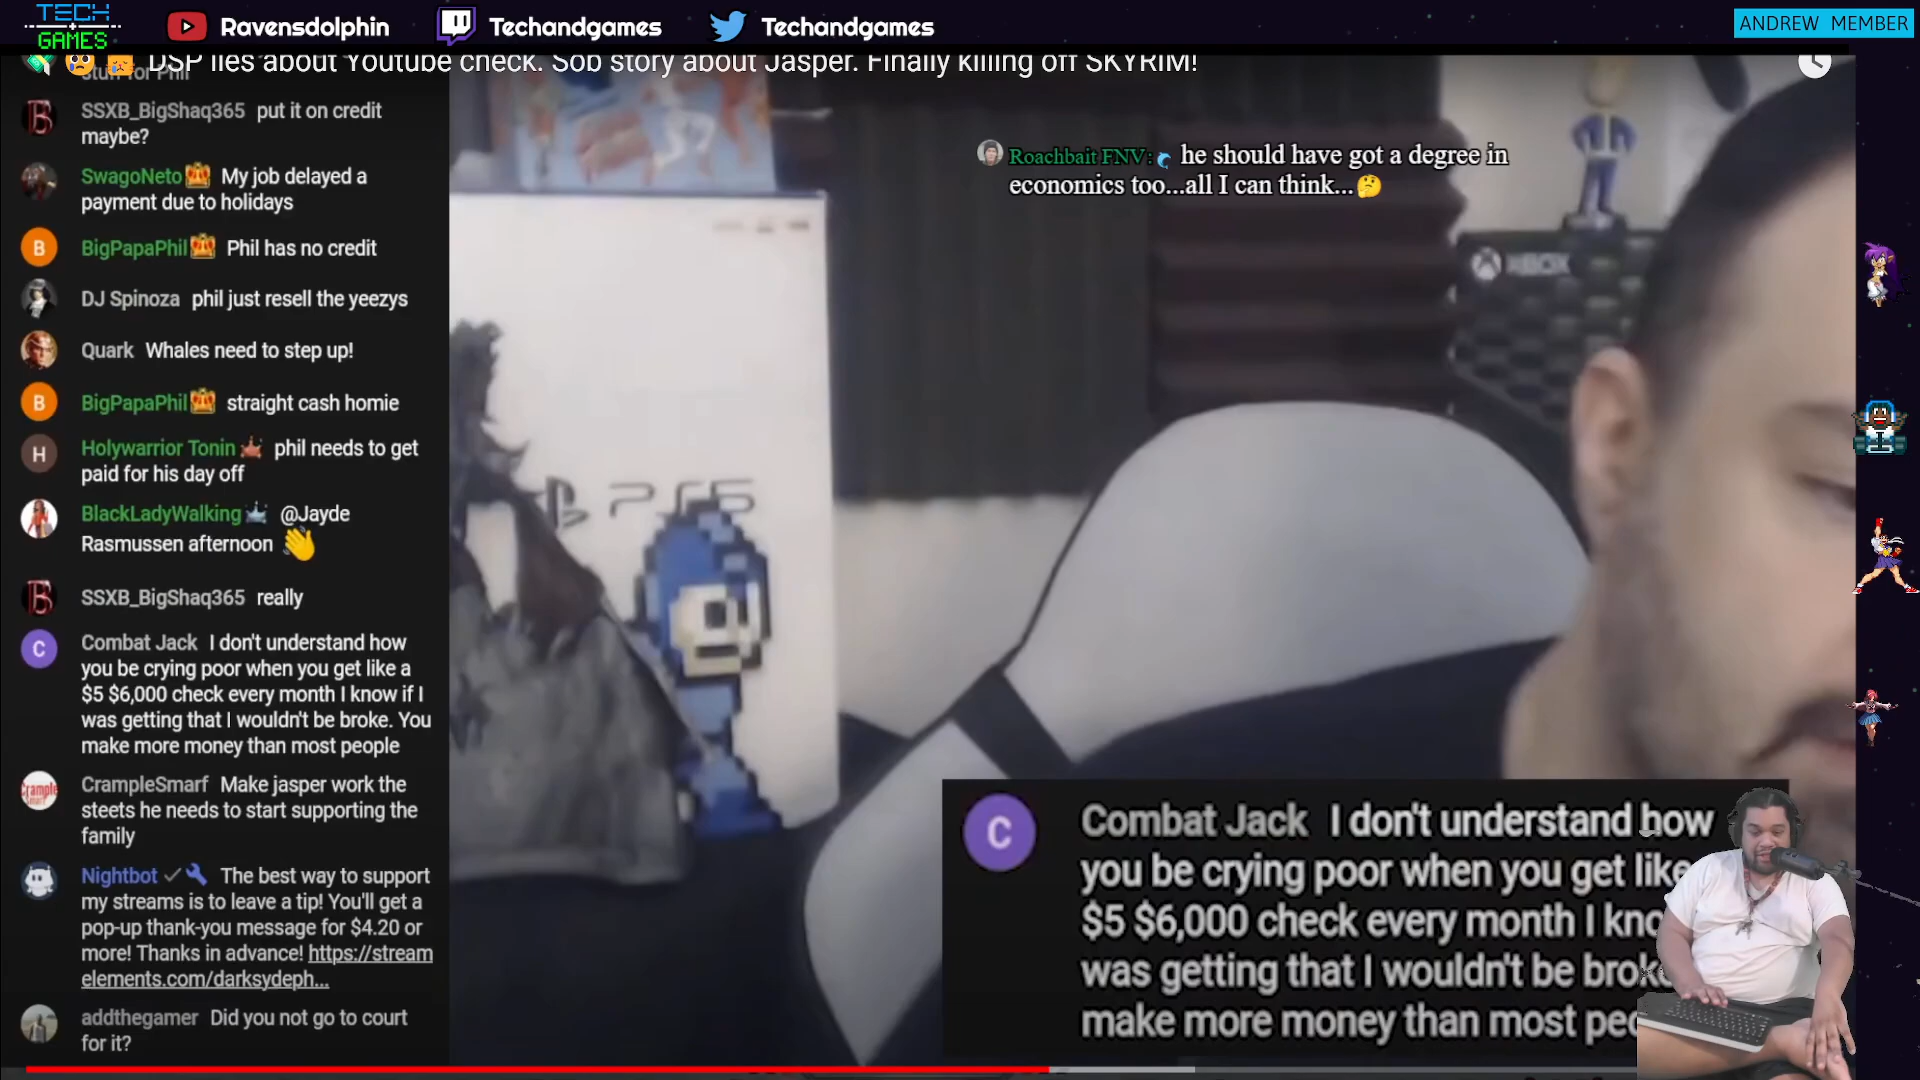 TECH
GAMES
Ravensdolphin
Techandgames
Techandgames
ANDREW MEMBER
DSP lies about Youtube check. Sob story about Jasper. Finally killing off SKYRIM!
stuff for Phil
SSXB_BigShaq365 put it on credit
maybe?
SwagoNeto My job delayed a
payment due to holidays
B BigPapaPhil Phil has no credit
DJ Spinoza phil just resell the yeezys
Quark Whales need to step up!
B BigPapaPhil straight cash homie
H Holywarrior Tonin phil needs to get
paid for his day off
BlackLadyWalking @Jayde
Rasmussen afternoon
SSXB_BigShaq365 really
C Combat Jack I don't understand how
you be crying poor when you get like a
$5 $6,000 check every month I know if I
was getting that I wouldn't be broke. You
make more money than most people
CrampleSmarf Make jasper work the
steets he needs to start supporting the
family
Nightbot The best way to support
my streams is to leave a tip! You'll get a
pop-up thank-you message for $4.20 or
more! Thanks in advance! https://stream
elements.com/darksydeph...
addthegamer Did you not go to court
for it?
Roachbait FNV: he should have got a degree in
economics too...all I can think...
XBOX
PS5
C Combat Jack I don't understand how
you be crying poor when you get like
$5 $6,000 check every month I kno
was getting that I wouldn't be broke
make more money than most peo